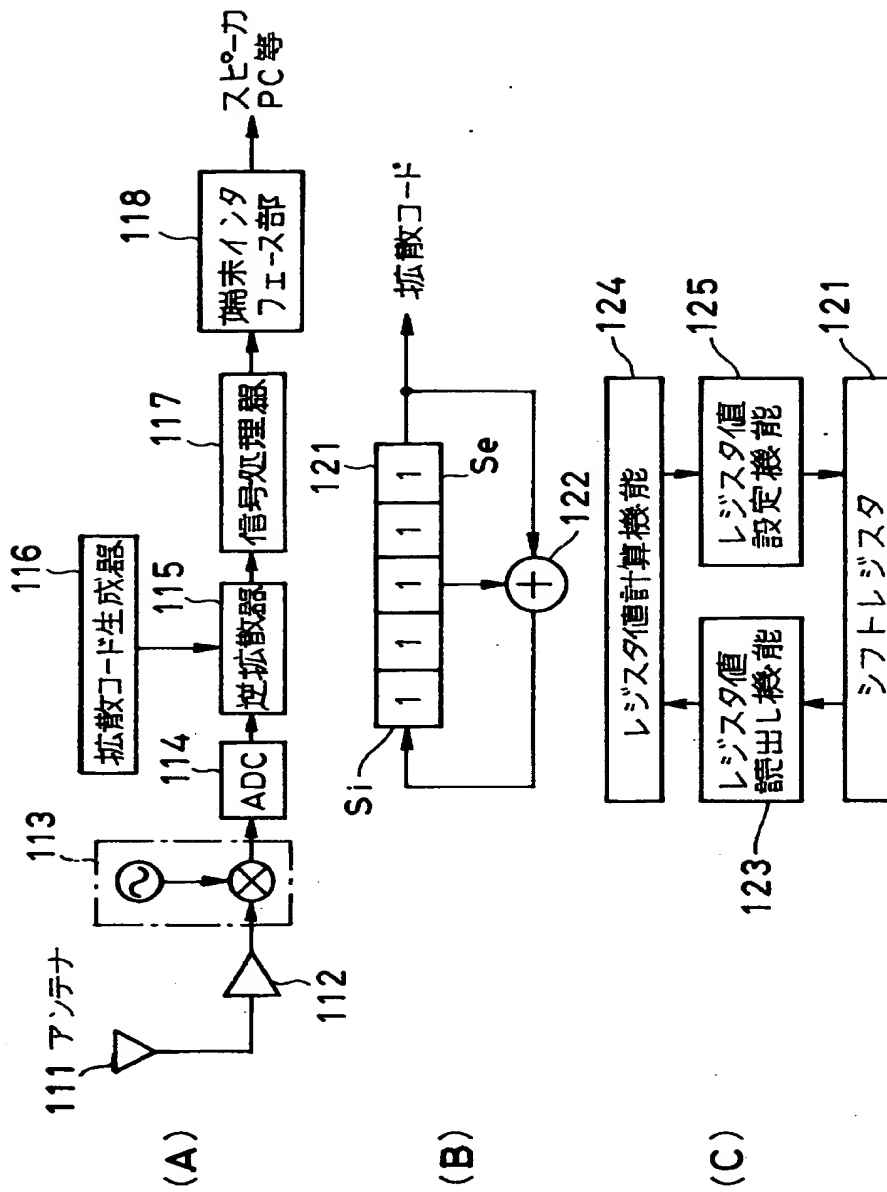 (A)
111 アンテナ
112
113
114
ADC
115
逆拡散器
116
拡散コード生成器
117
信号処理器
118
端末インタ
フェース部
スピーカ
PC等
(B)
Si
1 1 1 1 1
121
Se
122
拡散コード
(C)
レジスタ値計算機能
124
レジスタ値
読出し機能
123
レジスタ値
設定機能
125
シフトレジスタ
121